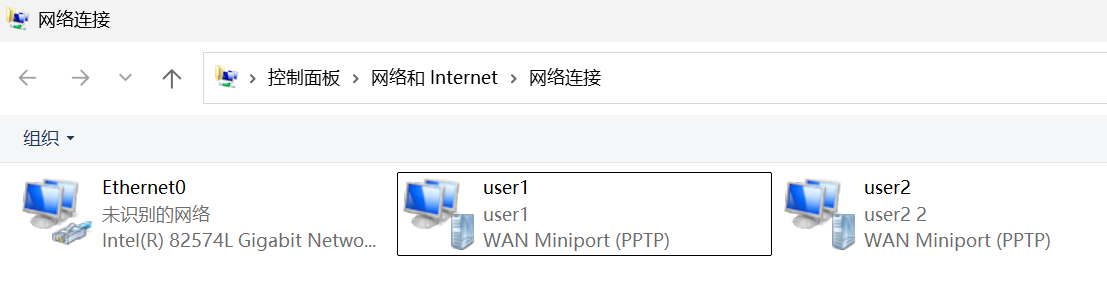 网络连接
控制面板 > 网络和 Internet > 网络连接
组织
Ethernet0
未识别的网络
Intel(R) 82574L Gigabit Netwo...
user1
user1
WAN Miniport (PPTP)
user2
user2 2
WAN Miniport (PPTP)